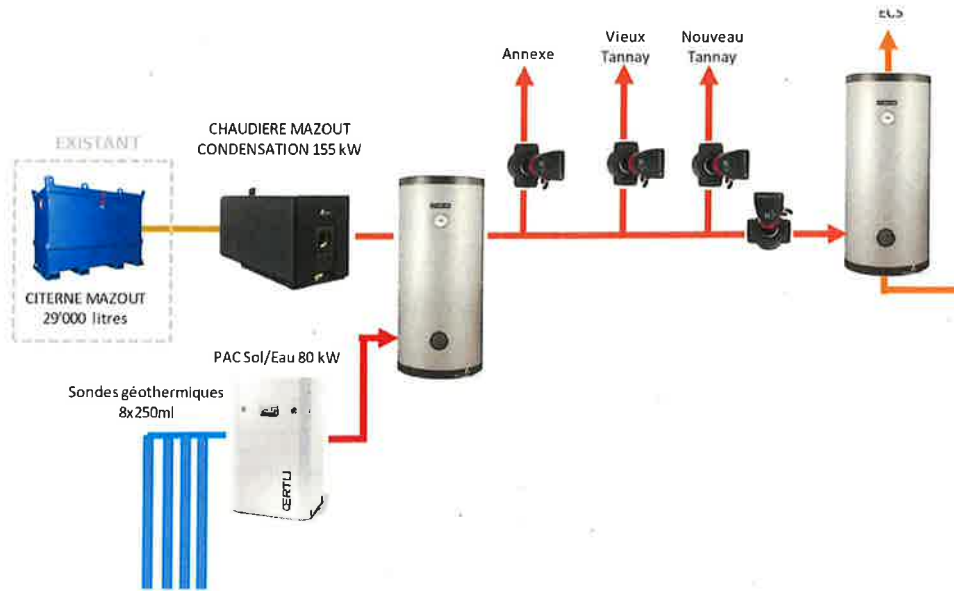 ECS
Annexe
Vieux
Tannay
Nouveau
Tannay
EXISTANT
CHAUDIERE MAZOUT
CONDENSATION 155 kW
CITERNE MAZOUT
29'000 litres
PAC Sol/Eau 80 kW
Sondes géothermiques
8x250ml
ŒRTLI